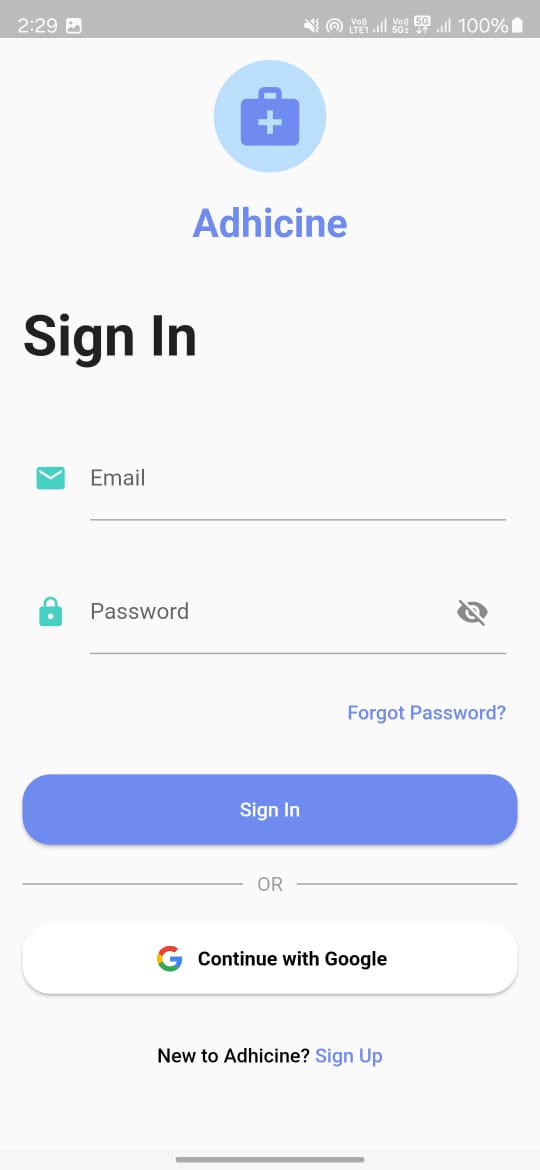 2:29 Vo) LTE1 Vo) 5G2 5G 100%
Adhicine
Sign In
Email
Password
Forgot Password?
Sign In
OR
Continue with Google
New to Adhicine? Sign Up